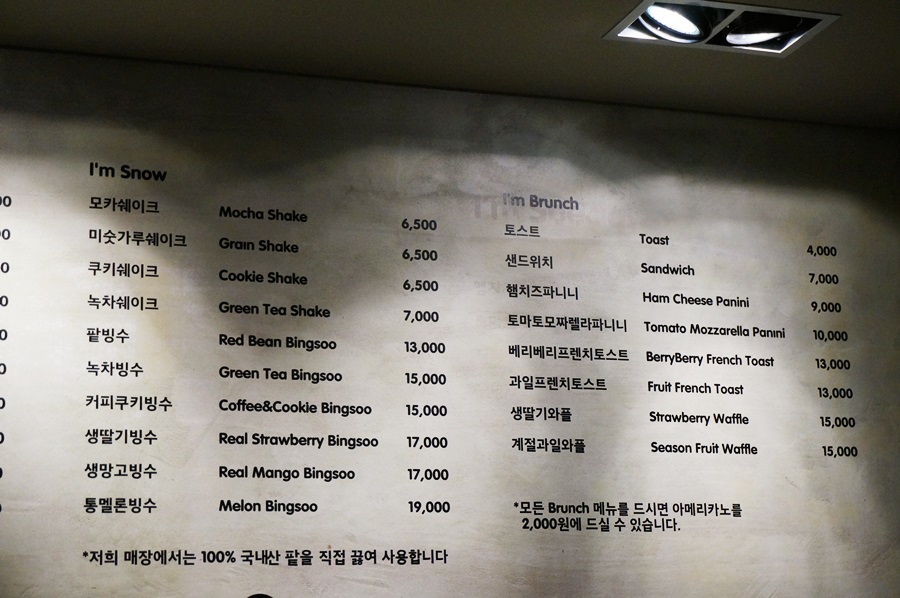 I'm Snow
모카쉐이크 Mocha Shake 6,500
미숫가루쉐이크 Grain Shake 6,500
쿠키쉐이크 Cookie Shake 6,500
녹차쉐이크 Green Tea Shake 7,000
팥빙수 Red Bean Bingsoo 13,000
녹차빙수 Green Tea Bingsoo 15,000
커피쿠키빙수 Coffee&Cookie Bingsoo 15,000
생딸기빙수 Real Strawberry Bingsoo 17,000
생망고빙수 Real Mango Bingsoo 17,000
통멜론빙수 Melon Bingsoo 19,000
*저희 매장에서는 100% 국내산 팥을 직접 끓여 사용합니다
I'm Brunch
토스트 Toast 4,000
샌드위치 Sandwich 7,000
햄치즈파니니 Ham Cheese Panini 9,000
토마토모짜렐라파니니 Tomato Mozzarella Panini 10,000
베리베리프렌치토스트 BerryBerry French Toast 13,000
과일프렌치토스트 Fruit French Toast 13,000
생딸기와플 Strawberry Waffle 15,000
계절과일와플 Season Fruit Waffle 15,000
*모든 Brunch 메뉴를 드시면 아메리카노를
2,000원에 드실 수 있습니다.